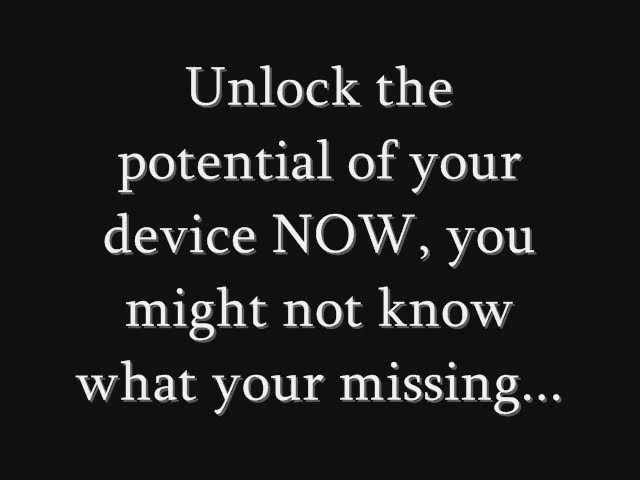 Unlock the
potential of your
device NOW, you
might not know
what your missing...